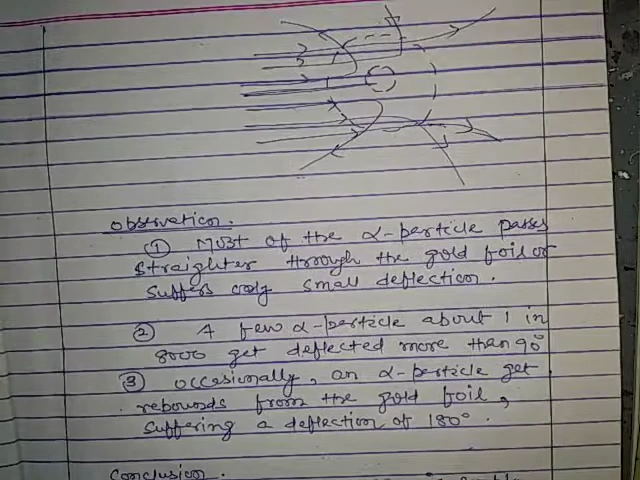 Observation.
① Most of the α-particle passes
straighter through the gold foil or
suffers only small deflection.
② A few α-particle about 1 in
8000 get deflected more than 90°
③ Occasionally, an α-particle get
rebounds from the gold foil,
suffering a deflection of 180°.
Conclusion.